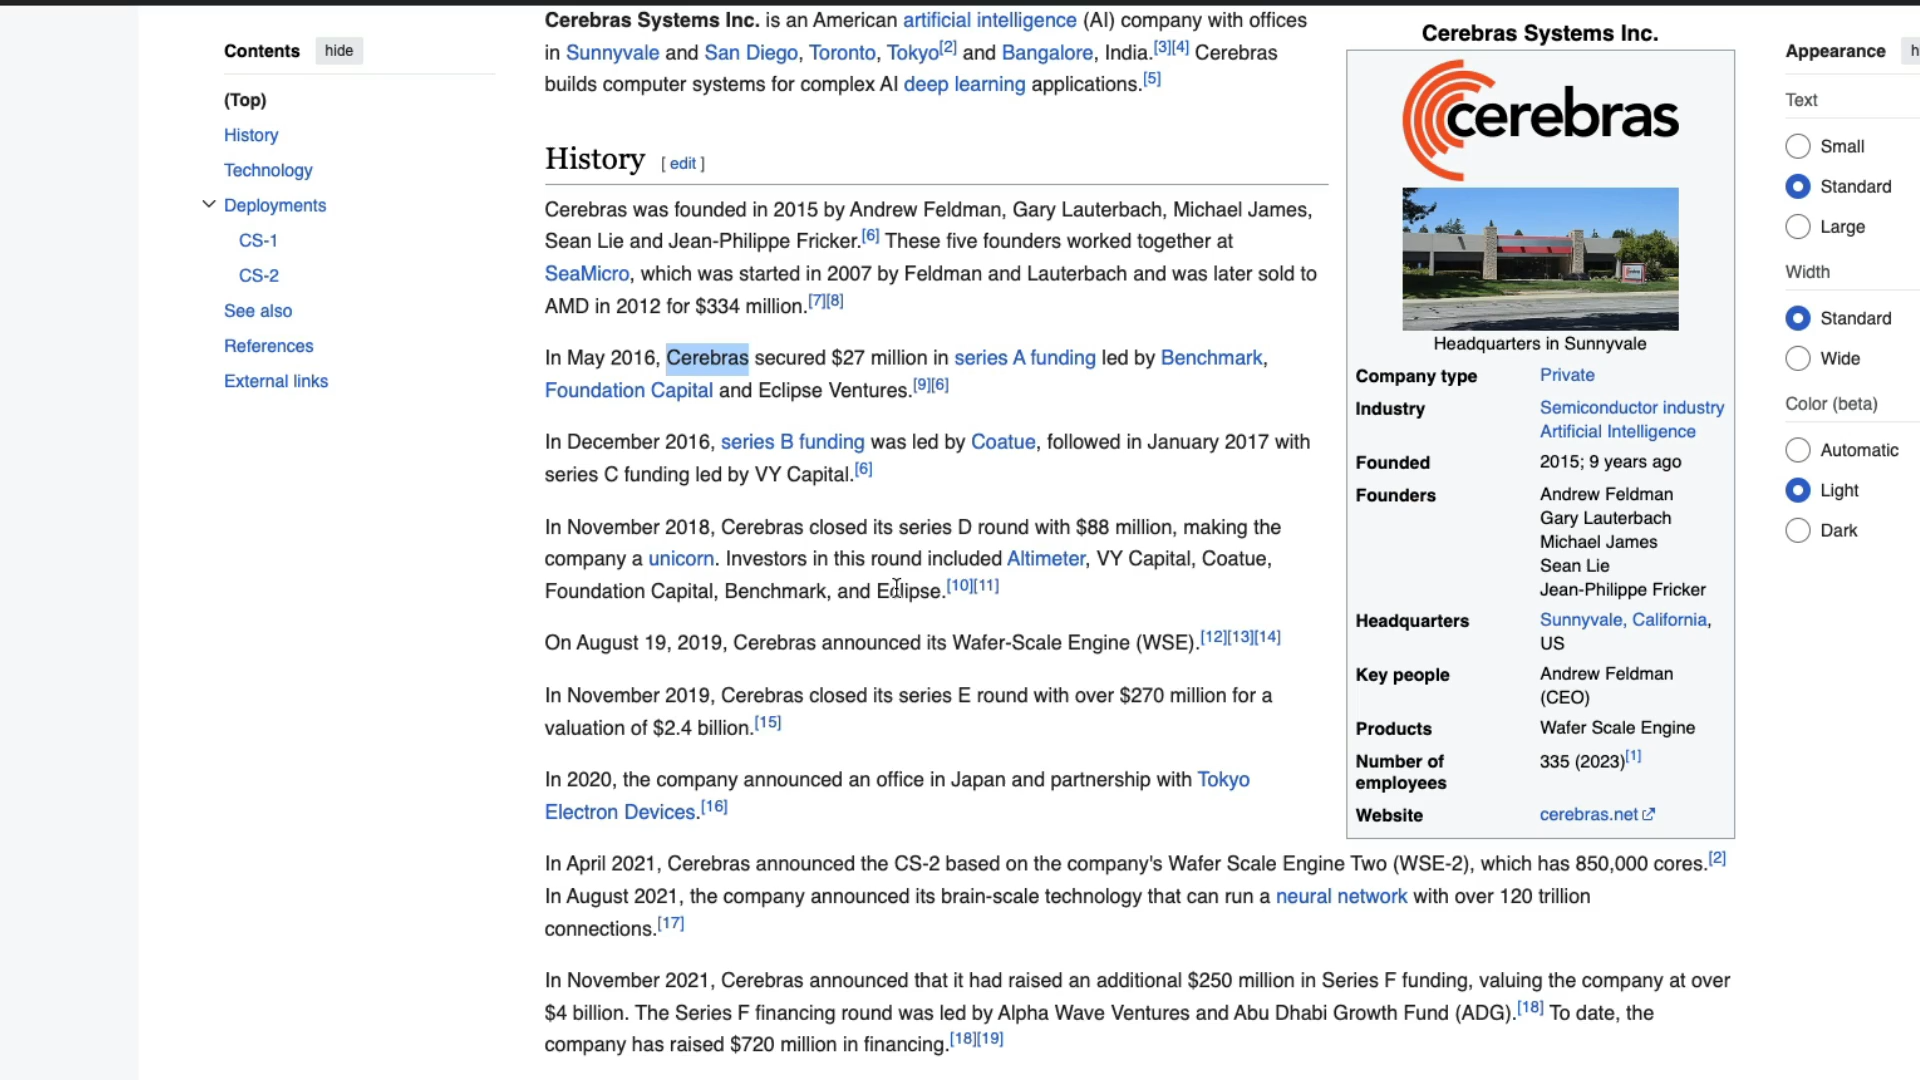 Contents hide
(Top)
History
Technology
Deployments
CS-1
CS-2
See also
References
External links
Cerebras Systems Inc. is an American artificial intelligence (AI) company with offices
in Sunnyvale and San Diego, Toronto, Tokyo[2] and Bangalore, India.[3][4] Cerebras
builds computer systems for complex AI deep learning applications.[5]
History [ edit ]
Cerebras was founded in 2015 by Andrew Feldman, Gary Lauterbach, Michael James,
Sean Lie and Jean-Philippe Fricker.[6] These five founders worked together at
SeaMicro, which was started in 2007 by Feldman and Lauterbach and was later sold to
AMD in 2012 for $334 million.[7][8]
In May 2016, Cerebras secured $27 million in series A funding led by Benchmark,
Foundation Capital and Eclipse Ventures.[9][6]
In December 2016, series B funding was led by Coatue, followed in January 2017 with
series C funding led by VY Capital.[6]
In November 2018, Cerebras closed its series D round with $88 million, making the
company a unicorn. Investors in this round included Altimeter, VY Capital, Coatue,
Foundation Capital, Benchmark, and Eclipse.[10][11]
On August 19, 2019, Cerebras announced its Wafer-Scale Engine (WSE).[12][13][14]
In November 2019, Cerebras closed its series E round with over $270 million for a
valuation of $2.4 billion.[15]
In 2020, the company announced an office in Japan and partnership with Tokyo
Electron Devices.[16]
In April 2021, Cerebras announced the CS-2 based on the company's Wafer Scale Engine Two (WSE-2), which has 850,000 cores.[2]
In August 2021, the company announced its brain-scale technology that can run a neural network with over 120 trillion
connections.[17]
In November 2021, Cerebras announced that it had raised an additional $250 million in Series F funding, valuing the company at over
$4 billion. The Series F financing round was led by Alpha Wave Ventures and Abu Dhabi Growth Fund (ADG).[18] To date, the
company has raised $720 million in financing.[18][19]
Cerebras Systems Inc.
cerebras
Headquarters in Sunnyvale
Company type Private
Industry Semiconductor industry
Artificial Intelligence
Founded 2015; 9 years ago
Founders Andrew Feldman
Gary Lauterbach
Michael James
Sean Lie
Jean-Philippe Fricker
Headquarters Sunnyvale, California,
US
Key people Andrew Feldman
(CEO)
Products Wafer Scale Engine
Number of 335 (2023)[1]
employees
Website cerebras.net
Appearance h
Text
Small
Standard
Large
Width
Standard
Wide
Color (beta)
Automatic
Light
Dark